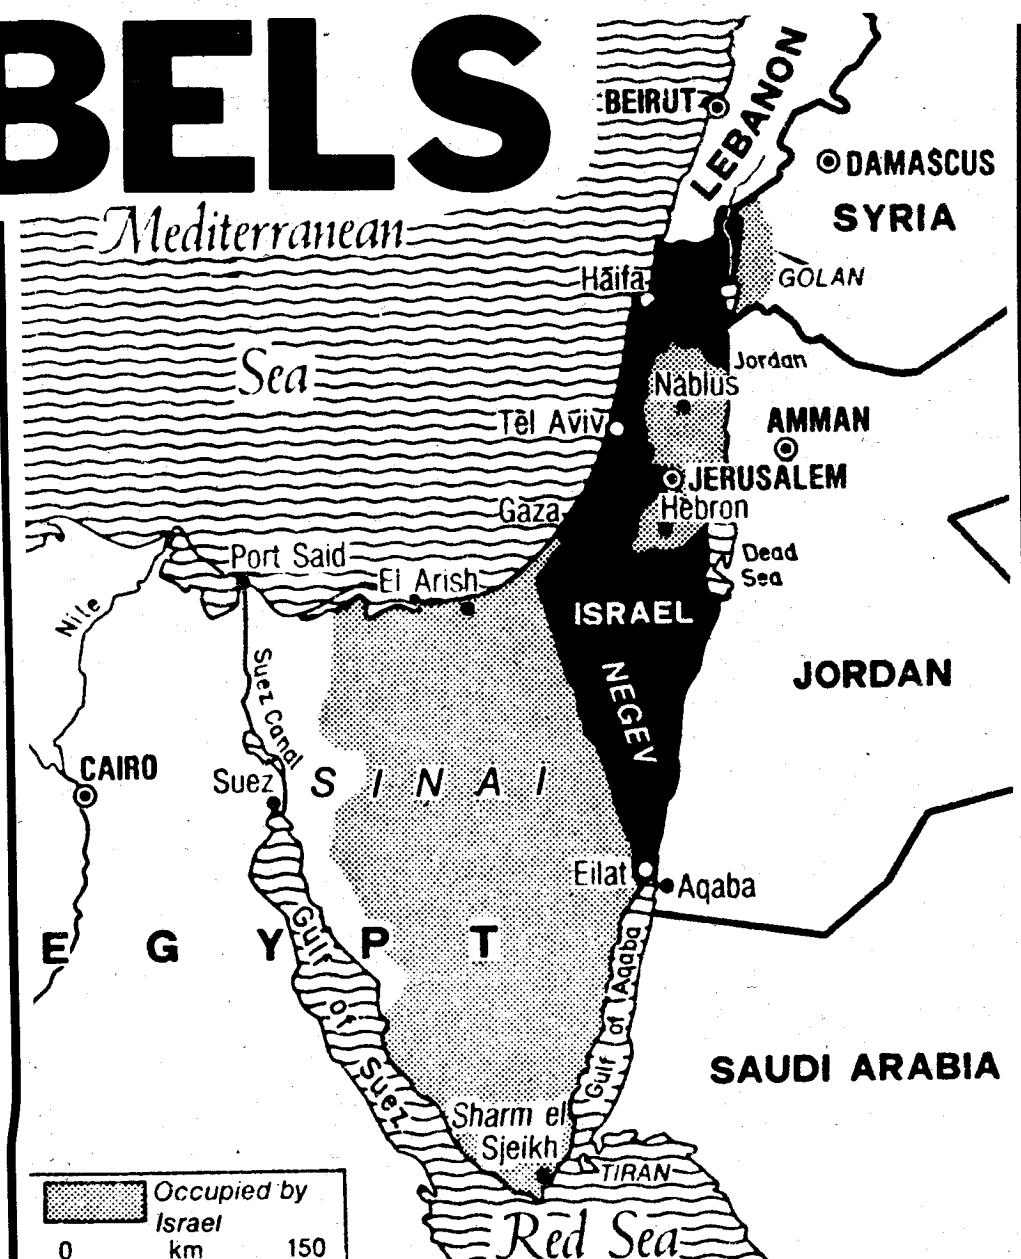 BELS
BEIRUT
LEBANON
DAMASCUS
SYRIA
Mediterranean
Sea
Haifa
GOLAN
Jordan
Nablus
Tel Aviv
AMMAN
JERUSALEM
Hebron
Gaza
Port Said
El Arish
Dead
Sea
Nile
ISRAEL
NEGEV
JORDAN
Suez Canal
CAIRO
Suez
SINAI
Eilat
Aqaba
EGYPT
Gulf of Suez
Gulf of Aqaba
SAUDI ARABIA
Sharm el
Sjeikh
TIRAN
Red Sea
Occupied by
Israel
0 km 150